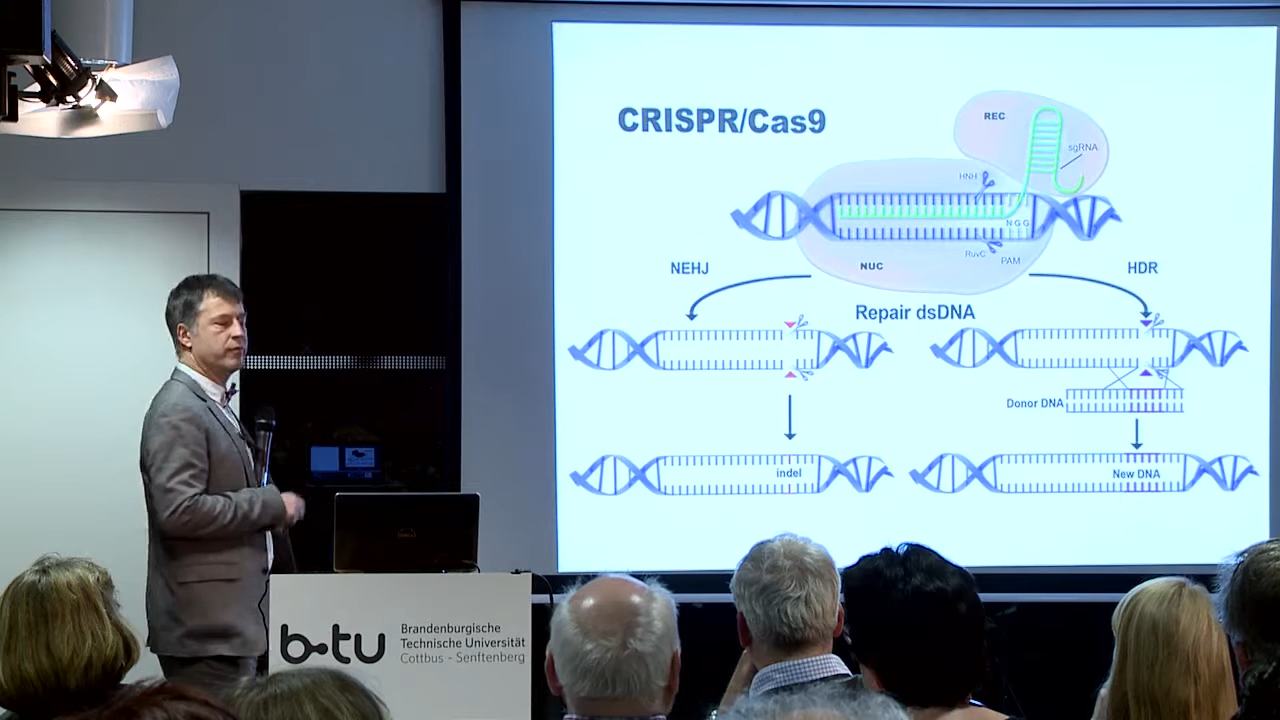 CRISPR/Cas9
REC
sgRNA
HNH
NGG
RuvC
PAM
NUC
NEHJ
HDR
Repair dsDNA
Donor DNA
indel
New DNA
DELL
b-tu
Brandenburgische
Technische Universität
Cottbus - Senftenberg